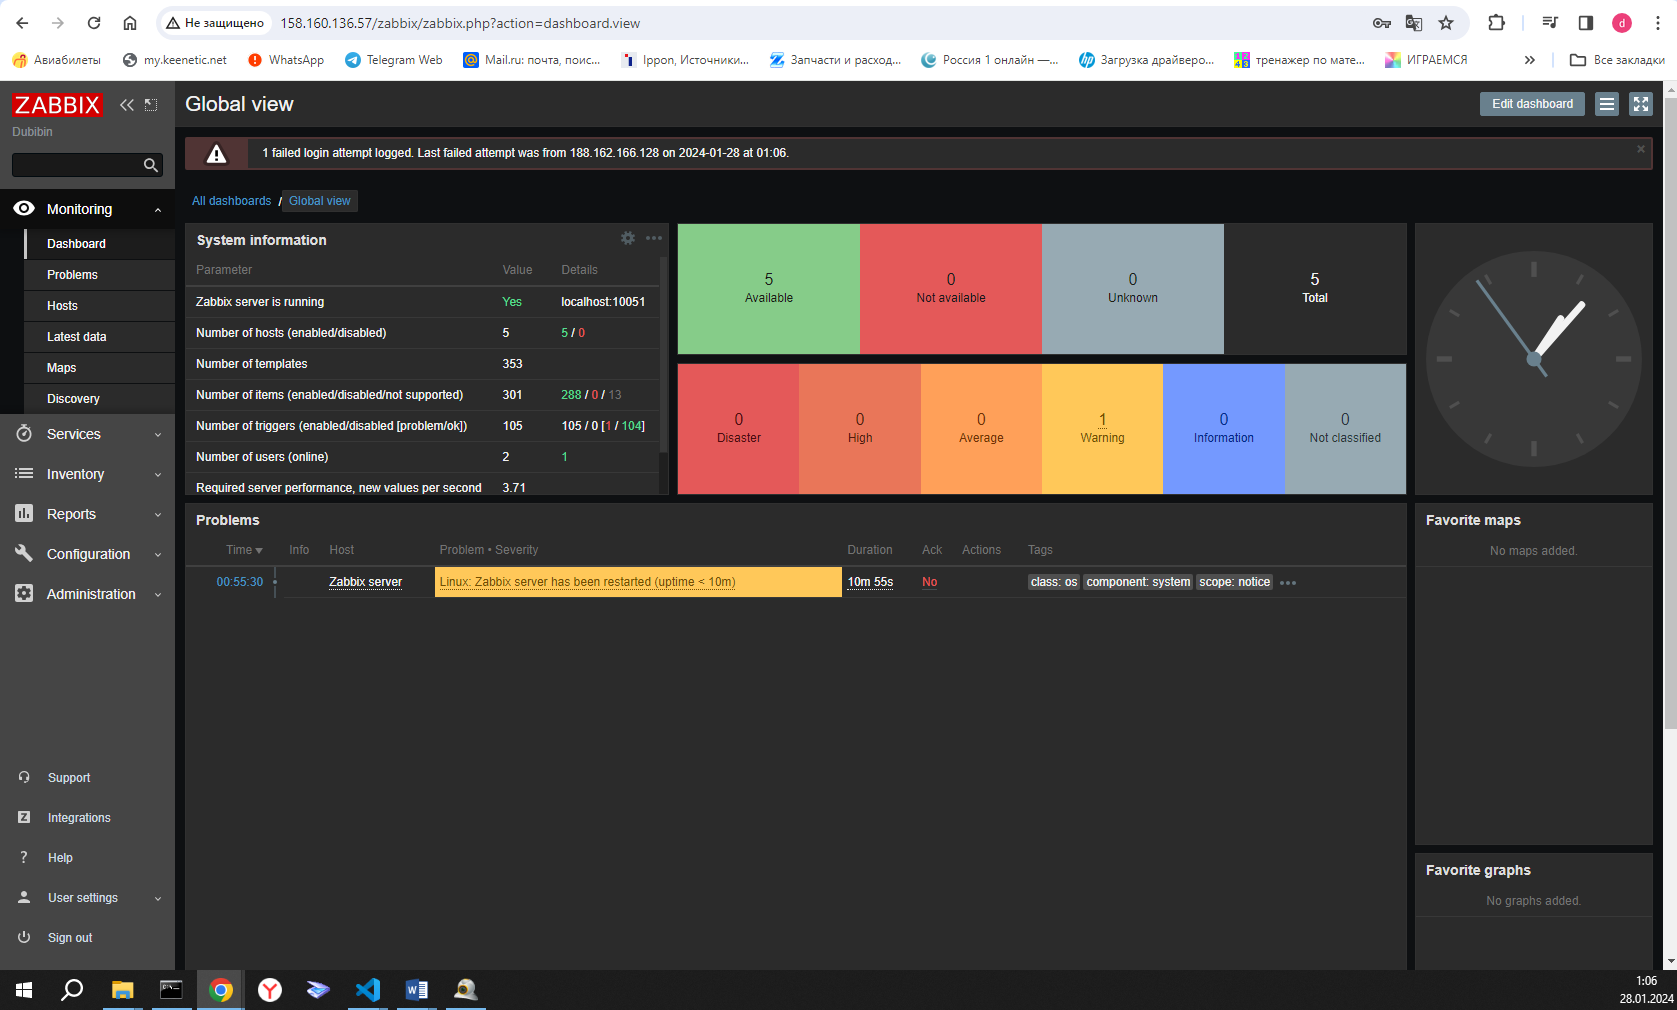 Не защищено 158.160.136.57/zabbix/zabbix.php?action=dashboard.view d
Авиабилеты my.keenetic.net WhatsApp Telegram Web Mail.ru: почта, поис... Ippon, Источники... Запчасти и расход... Россия 1 онлайн —... Загрузка драйверо... тренажер по мате... ИГРАЕМСЯ » Все закладки
ZABBIX
Dubibin
Monitoring
Dashboard
Problems
Hosts
Latest data
Maps
Discovery
Services
Inventory
Reports
Configuration
Administration
Support
Z Integrations
? Help
User settings
Sign out
Global view
Edit dashboard
1 failed login attempt logged. Last failed attempt was from 188.162.166.128 on 2024-01-28 at 01:06.
All dashboards / Global view
System information
Parameter Value Details
Zabbix server is running Yes localhost:10051
Number of hosts (enabled/disabled) 5 5 / 0
Number of templates 353
Number of items (enabled/disabled/not supported) 301 288 / 0 / 13
Number of triggers (enabled/disabled [problem/ok]) 105 105 / 0 [1 / 104]
Number of users (online) 2 1
Required server performance, new values per second 3.71
5 0 0 5
Available Not available Unknown Total
0 0 0 1 0 0
Disaster High Average Warning Information Not classified
Problems
Time Info Host Problem • Severity Duration Ack Actions Tags
00:55:30 Zabbix server Linux: Zabbix server has been restarted (uptime < 10m) 10m 55s No class: os component: system scope: notice
Favorite maps
No maps added.
Favorite graphs
No graphs added.
1:06
28.01.2024